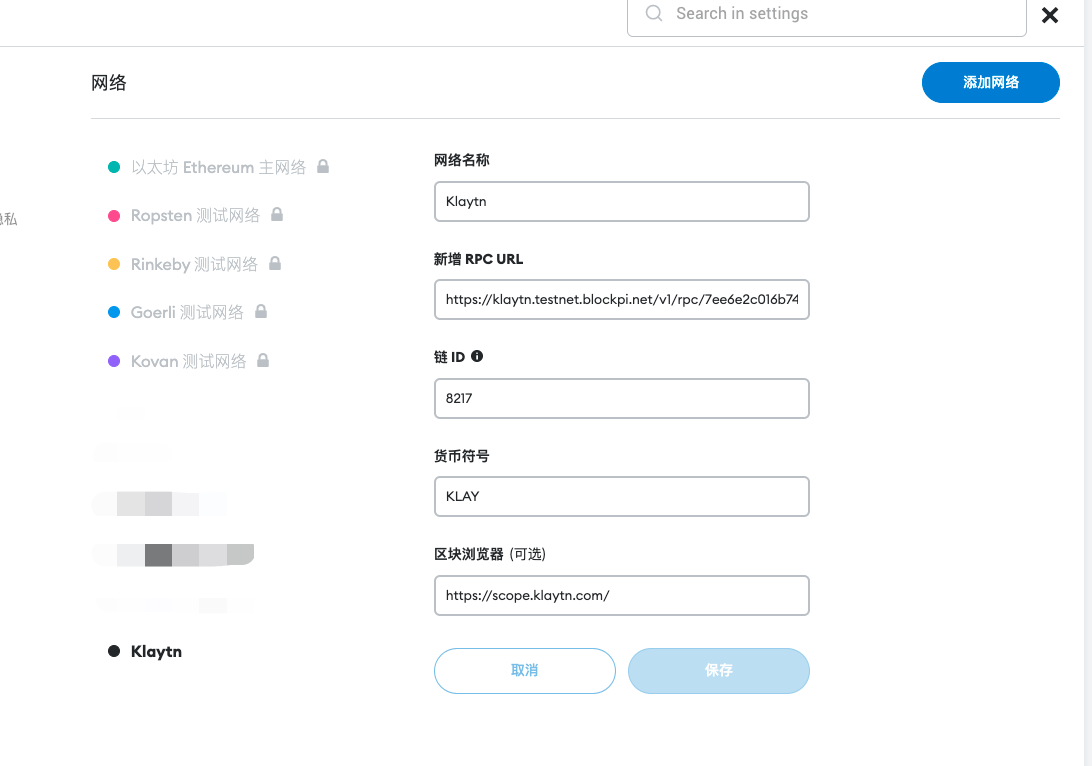 Search in settings
网络
添加网络
以太坊 Ethereum 主网络
Ropsten 测试网络
Rinkeby 测试网络
Goerli 测试网络
Kovan 测试网络
Klaytn
私
网络名称
Klaytn
新增 RPC URL
https://klaytn.testnet.blockpi.net/v1/rpc/7ee6e2c016b74
链 ID
8217
货币符号
KLAY
区块浏览器 (可选)
https://scope.klaytn.com/
取消
保存